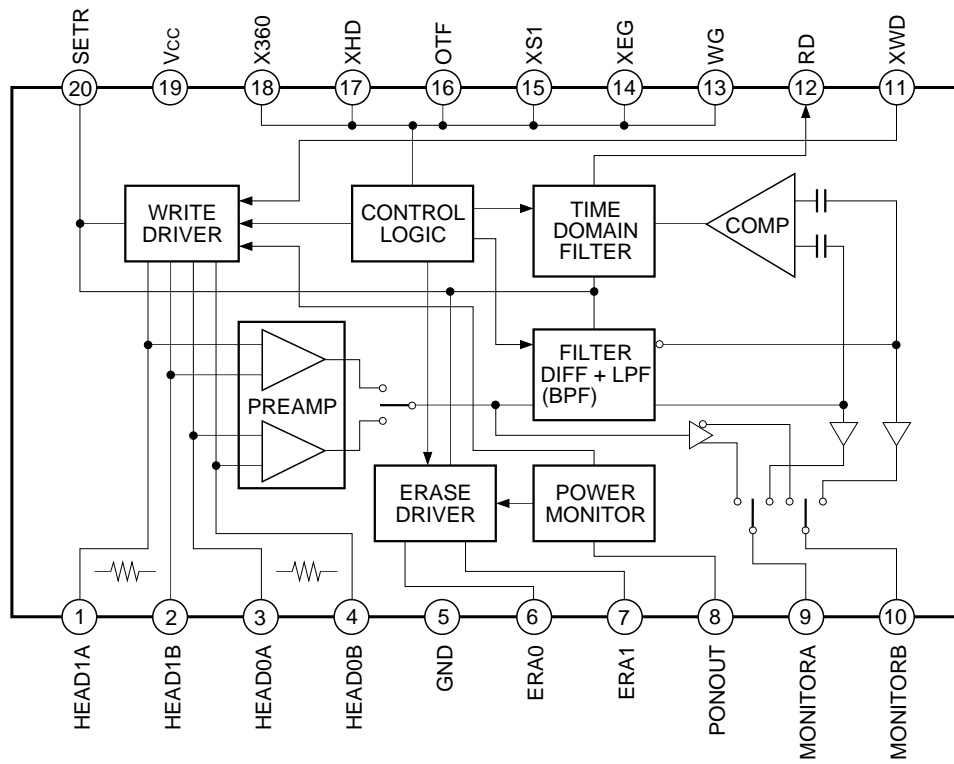 SETR
Vcc
X360
XHD
OTF
XS1
XEG
WG
RD
XWD
20
19
18
17
16
15
14
13
12
11
WRITE
DRIVER
CONTROL
LOGIC
TIME
DOMAIN
FILTER
COMP
PREAMP
FILTER
DIFF + LPF
(BPF)
ERASE
DRIVER
POWER
MONITOR
1
2
3
4
5
6
7
8
9
10
HEAD1A
HEAD1B
HEAD0A
HEAD0B
GND
ERA0
ERA1
PONOUT
MONITORA
MONITORB